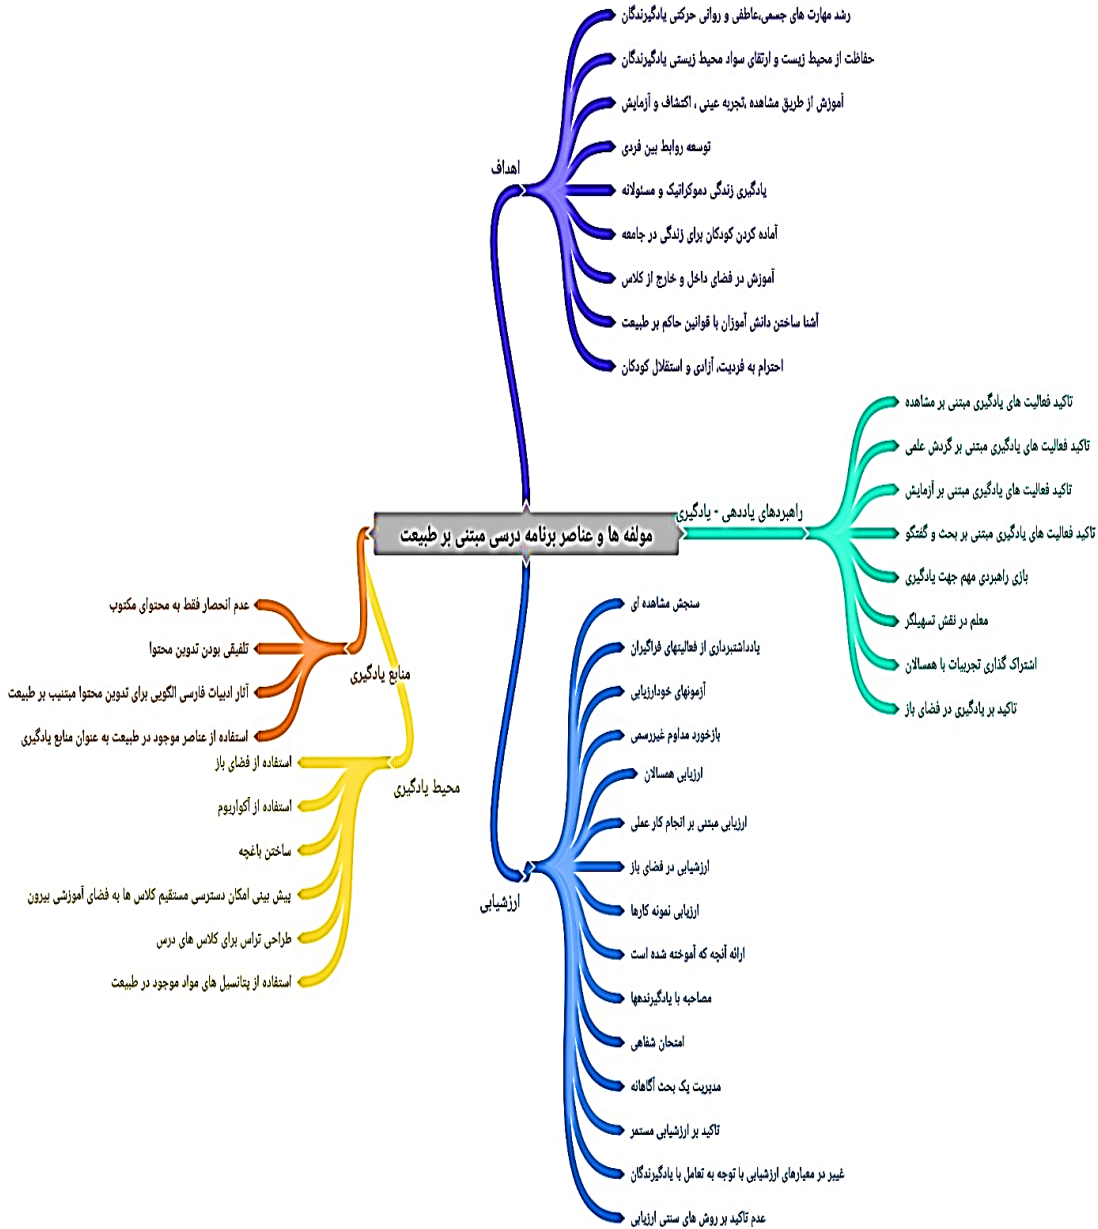 رشد مهارت های جسمی،عاطفی و روانی حرکتی یادگیرندگان
حفاظت از محیط زیست و ارتقای سواد محیط زیستی یادگیرندگان
آموزش از طریق مشاهده ،تجربه عینی ، اکتشاف و آزمایش
توسعه روابط بین فردی
اهداف
یادگیری زندگی دموکراتیک و مسئولانه
آماده کردن کودکان برای زندگی در جامعه
آموزش در فضای داخل و خارج از کلاس
آشنا ساختن دانش آموزان با قوانین حاکم بر طبیعت
احترام به فردیت، آزادی و استقلال کودکان
مولفه ها و عناصر برنامه درسی مبتنی بر طبیعت
راهبردهای یاددهی - یادگیری
تاکید فعالیت های یادگیری مبتنی بر مشاهده
تاکید فعالیت های یادگیری مبتنی بر گردش علمی
تاکید فعالیت های یادگیری مبتنی بر آزمایش
تاکید فعالیت های یادگیری مبتنی بر بحث و گفتگو
بازی راهبردی مهم جهت یادگیری
معلم در نقش تسهیلگر
اشتراک گذاری تجربیات با همسالان
تاکید بر یادگیری در فضای باز
منابع یادگیری
عدم انحصار فقط به محتوای مکتوب
تلفیقی بودن تدوین محتوا
آثار ادبیات فارسی الگویی برای تدوین محتوا مبتنیب بر طبیعت
استفاده از عناصر موجود در طبیعت به عنوان منابع یادگیری
محیط یادگیری
استفاده از فضای باز
استفاده از آکواریوم
ساختن باغچه
پیش بینی امکان دسترسی مستقیم کلاس ها به فضای آموزشی بیرون
طراحی تراس برای کلاس های درس
استفاده از پتانسیل های مواد موجود در طبیعت
ارزشیابی
سنجش مشاهده ای
یادداشتبرداری از فعالیتهای فراگیران
آزمونهای خودارزیابی
بازخورد مداوم غیررسمی
ارزیابی همسالان
ارزیابی مبتنی بر انجام کار عملی
ارزشیابی در فضای باز
ارزیابی نمونه کارها
ارائه آنچه که آموخته شده است
مصاحبه با یادگیرندهها
امتحان شفاهی
مدیریت یک بحث آگاهانه
تاکید بر ارزشیابی مستمر
غییر در معیارهای ارزشیابی با توجه به تعامل با یادگیرندگان
عدم تاکید بر روش های سنتی ارزیابی